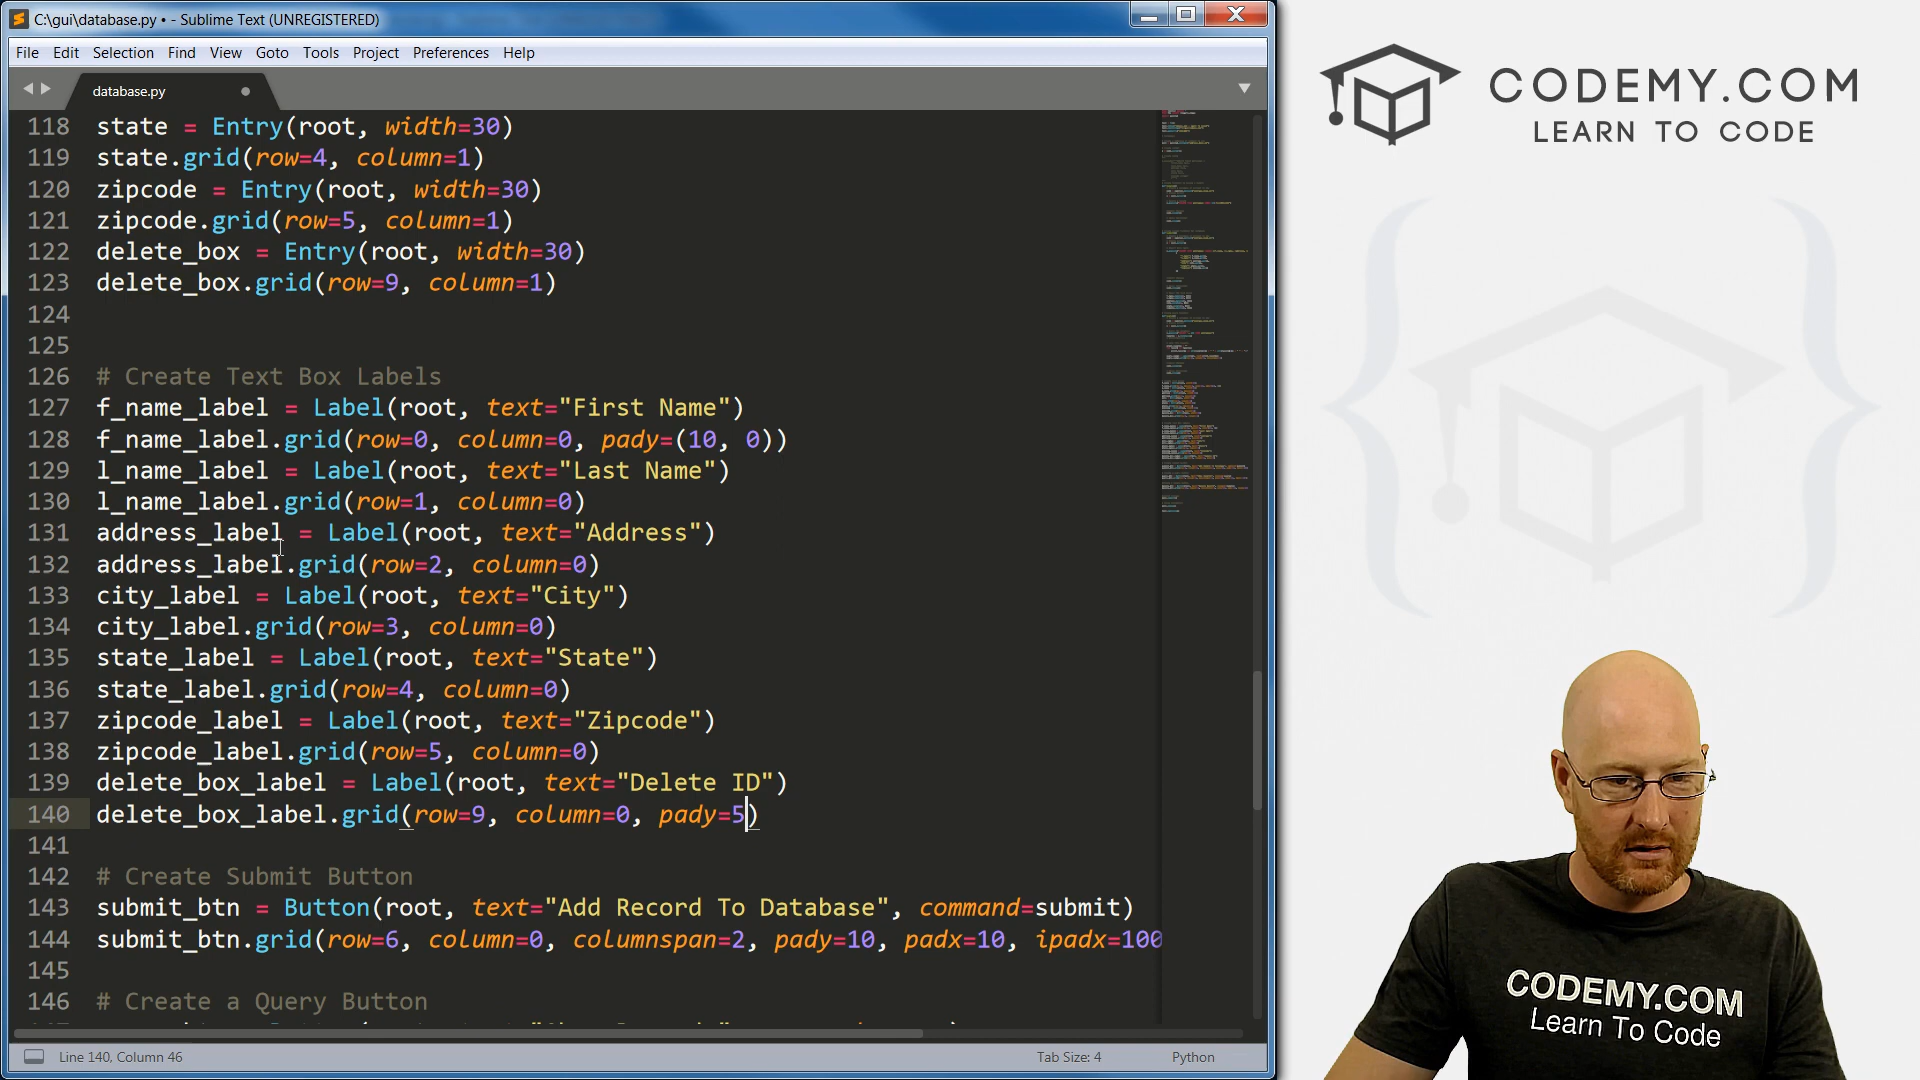 C:\gui\database.py • - Sublime Text (UNREGISTERED)
File Edit Selection Find View Goto Tools Project Preferences Help
database.py
118 state = Entry(root, width=30)
119 state.grid(row=4, column=1)
120 zipcode = Entry(root, width=30)
121 zipcode.grid(row=5, column=1)
122 delete_box = Entry(root, width=30)
123 delete_box.grid(row=9, column=1)
124
125
126 # Create Text Box Labels
127 f_name_label = Label(root, text="First Name")
128 f_name_label.grid(row=0, column=0, pady=(10, 0))
129 l_name_label = Label(root, text="Last Name")
130 l_name_label.grid(row=1, column=0)
131 address_label = Label(root, text="Address")
132 address_label.grid(row=2, column=0)
133 city_label = Label(root, text="City")
134 city_label.grid(row=3, column=0)
135 state_label = Label(root, text="State")
136 state_label.grid(row=4, column=0)
137 zipcode_label = Label(root, text="Zipcode")
138 zipcode_label.grid(row=5, column=0)
139 delete_box_label = Label(root, text="Delete ID")
140 delete_box_label.grid(row=9, column=0, pady=5)
141
142 # Create Submit Button
143 submit_btn = Button(root, text="Add Record To Database", command=submit)
144 submit_btn.grid(row=6, column=0, columnspan=2, pady=10, padx=10, ipadx=100
145
146 # Create a Query Button
Line 140, Column 46
Tab Size: 4
Python
CODEMY.COM
LEARN TO CODE
CODEMY.COM
Learn To Code